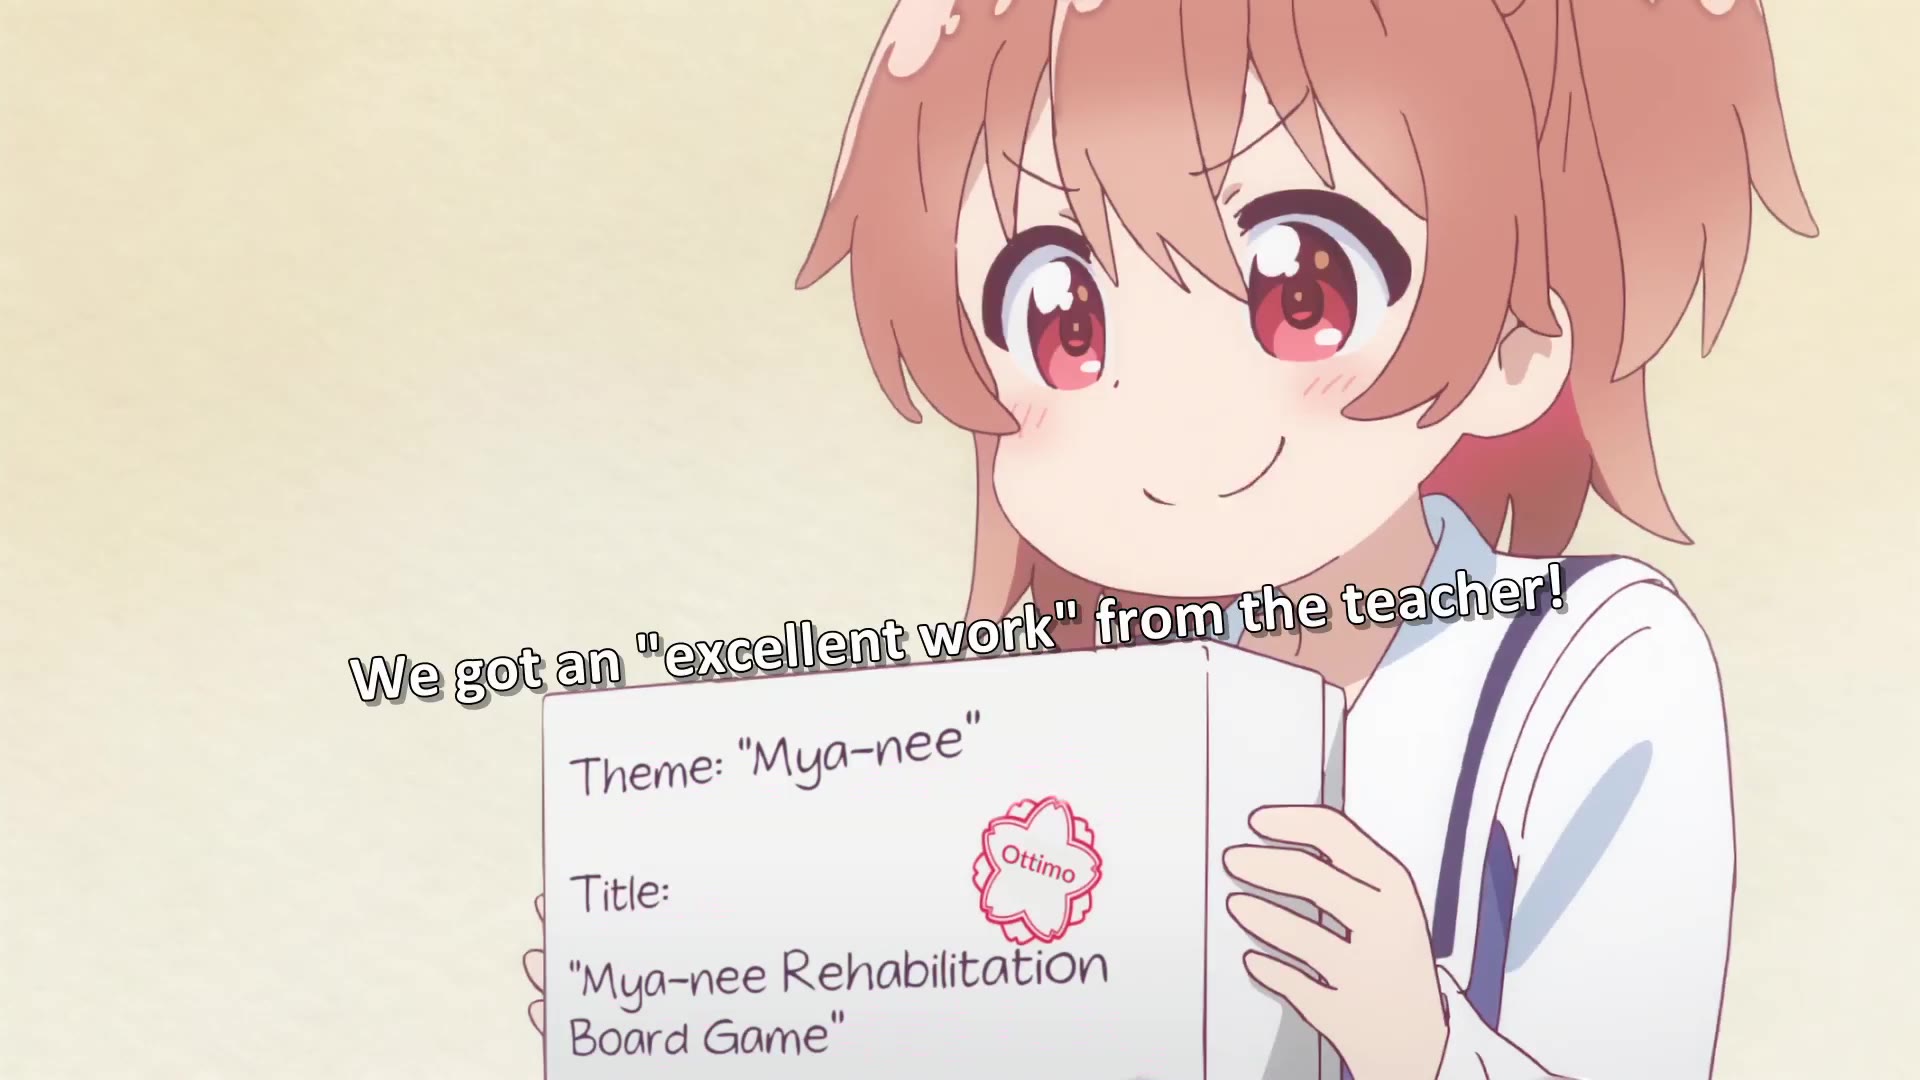 We got an "excellent work" from the teacher!
Theme: "Mya-nee"
Ottimo
Title:
"Mya-nee Rehabilitation
Board Game"